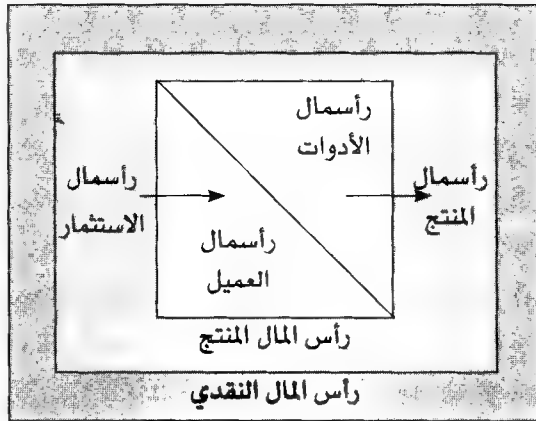 رأسمال
الأدوات
رأسمال
المنتج
رأسمال
الاستثمار
رأسمال
العميل
رأس المال المنتج
رأس المال النقدي